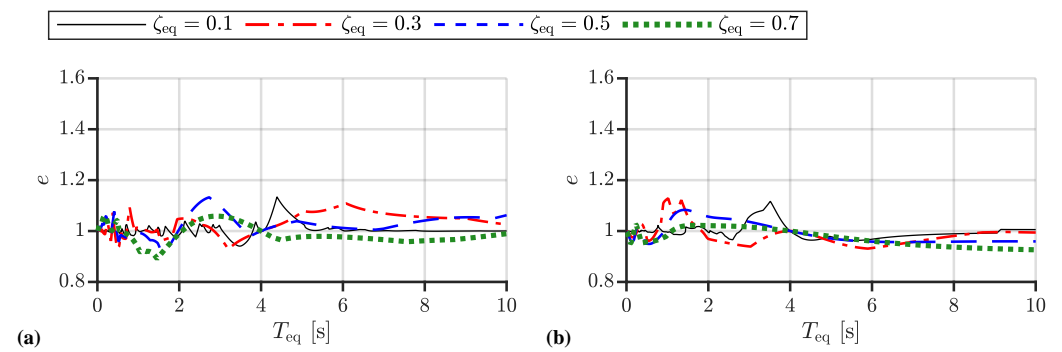 ζeq = 0.1 ζeq = 0.3 ζeq = 0.5 ζeq = 0.7
1.6
1.4
1.2
1
0.8
e
0 2 4 6 8 10
Teq [s]
(a)
1.6
1.4
1.2
1
0.8
e
0 2 4 6 8 10
Teq [s]
(b)